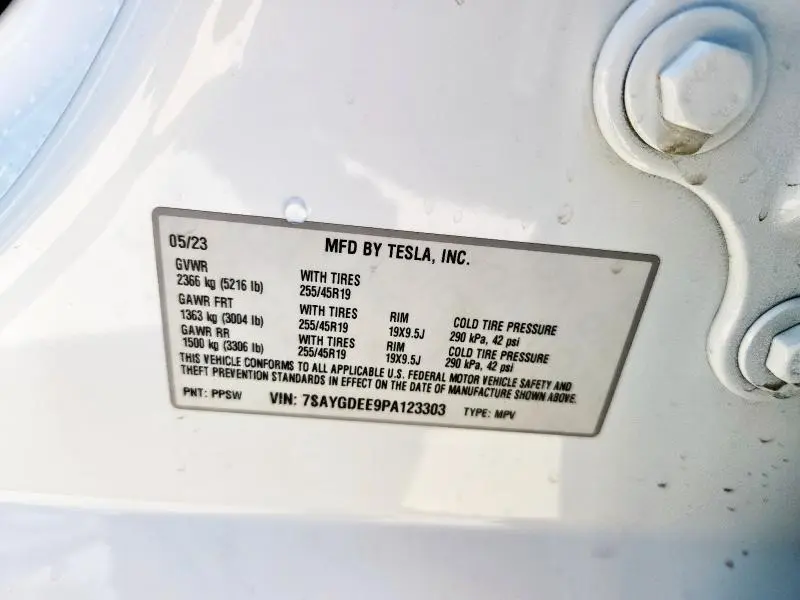 05/23 MFD BY TESLA, INC.
GVWR
2366 kg (5216 lb) WITH TIRES 255/45R19
GAWR FRT
1363 kg (3004 lb) WITH TIRES 255/45R19 RIM 19X9.5J COLD TIRE PRESSURE 290 kPa, 42 psi
GAWR RR
1500 kg (3306 lb) WITH TIRES 255/45R19 RIM 19X9.5J COLD TIRE PRESSURE 290 kPa, 42 psi
THIS VEHICLE CONFORMS TO ALL APPLICABLE U.S. FEDERAL MOTOR VEHICLE SAFETY AND
THEFT PREVENTION STANDARDS IN EFFECT ON THE DATE OF MANUFACTURE SHOWN ABOVE.
PNT: PPSW VIN: 7SAYGDEE9PA123303 TYPE: MPV